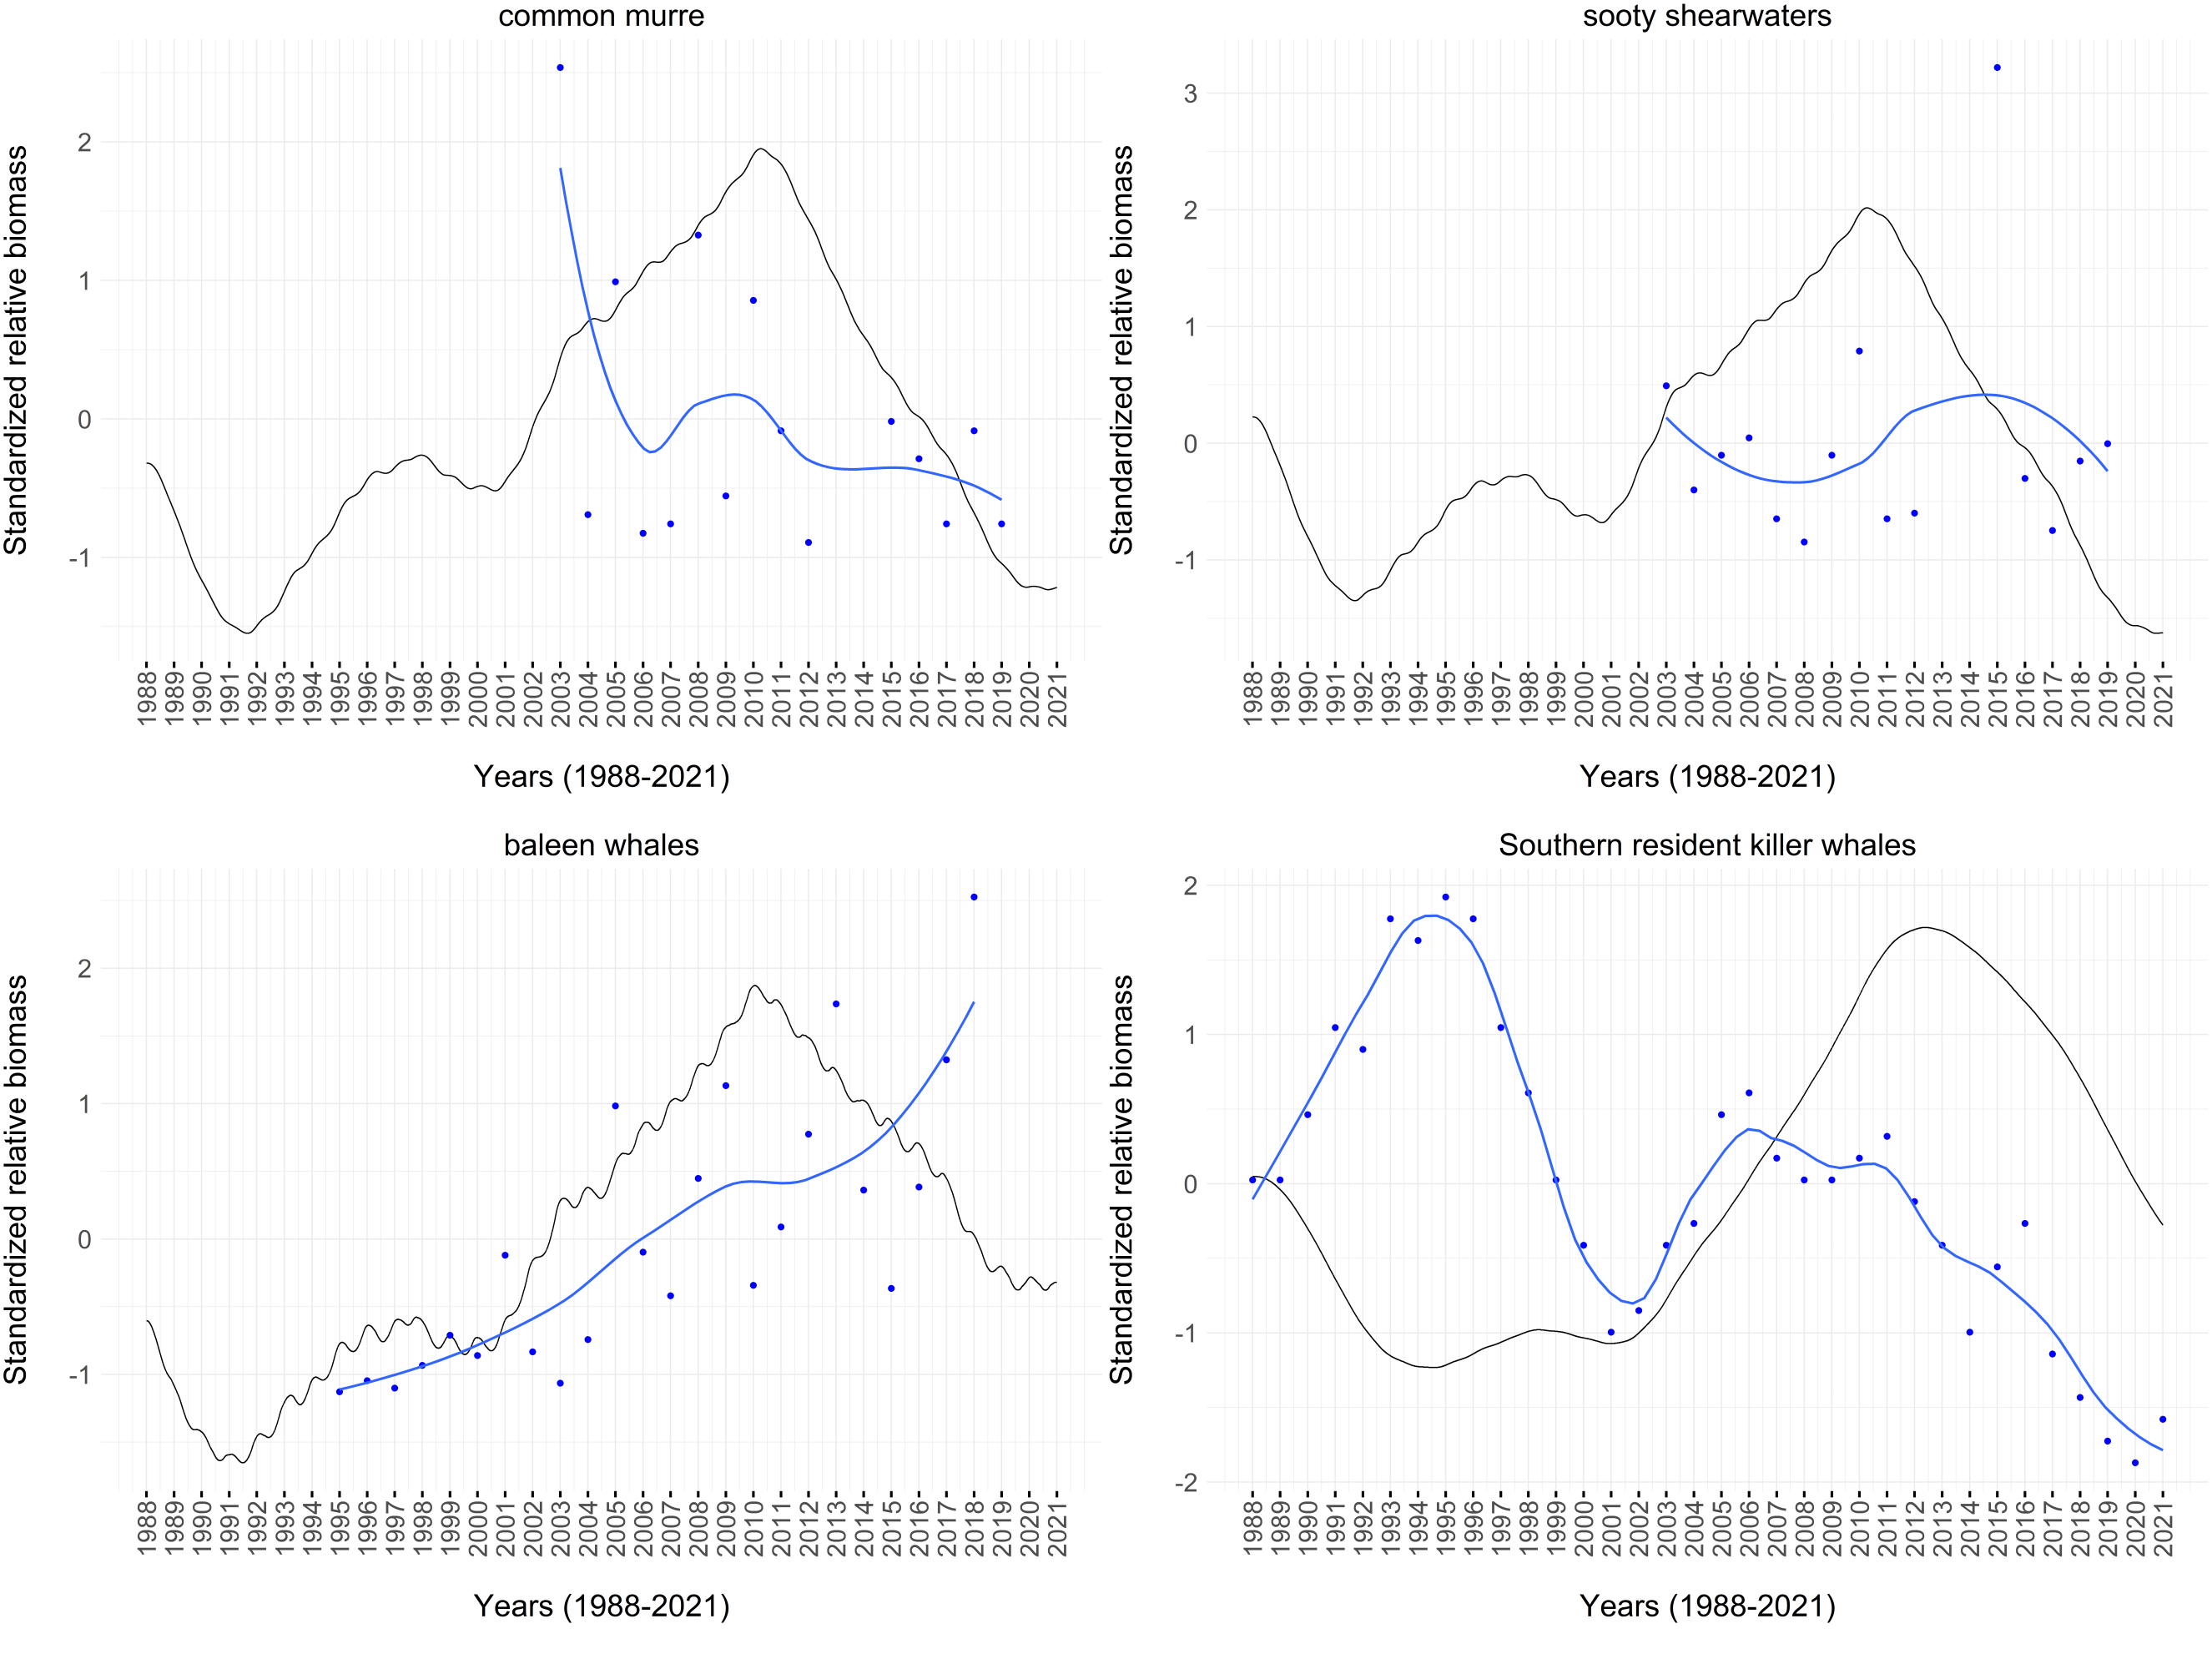 common murre
Standardized relative biomass
2
1
0
-1
1988 1989 1990 1991 1992 1993 1994 1995 1996 1997 1998 1999 2000 2001 2002 2003 2004 2005 2006 2007 2008 2009 2010 2011 2012 2013 2014 2015 2016 2017 2018 2019 2020 2021
Years (1988-2021)
sooty shearwaters
Standardized relative biomass
3
2
1
0
-1
1988 1989 1990 1991 1992 1993 1994 1995 1996 1997 1998 1999 2000 2001 2002 2003 2004 2005 2006 2007 2008 2009 2010 2011 2012 2013 2014 2015 2016 2017 2018 2019 2020 2021
Years (1988-2021)
baleen whales
Standardized relative biomass
2
1
0
-1
1988 1989 1990 1991 1992 1993 1994 1995 1996 1997 1998 1999 2000 2001 2002 2003 2004 2005 2006 2007 2008 2009 2010 2011 2012 2013 2014 2015 2016 2017 2018 2019 2020 2021
Years (1988-2021)
Southern resident killer whales
Standardized relative biomass
2
1
0
-1
-2
1988 1989 1990 1991 1992 1993 1994 1995 1996 1997 1998 1999 2000 2001 2002 2003 2004 2005 2006 2007 2008 2009 2010 2011 2012 2013 2014 2015 2016 2017 2018 2019 2020 2021
Years (1988-2021)